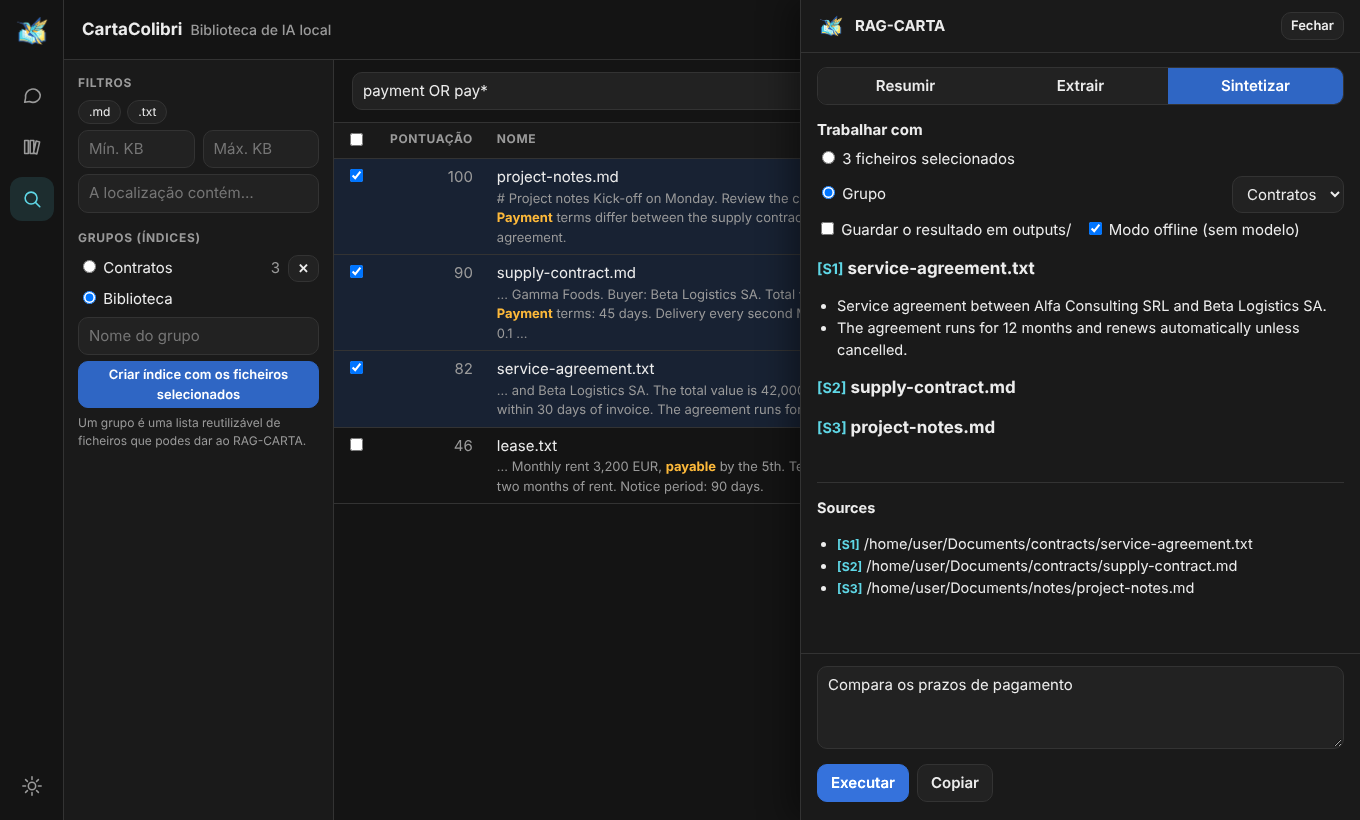 CartaColibri Biblioteca de IA local
FILTROS
.md .txt
Mín. KB Máx. KB
A localização contém…
GRUPOS (ÍNDICES)
Contratos 3 ×
Biblioteca
Nome do grupo
Criar índice com os ficheiros
selecionados
Um grupo é uma lista reutilizável de
ficheiros que podes dar ao RAG-CARTA.
payment OR pay*
PONTUAÇÃO NOME
100 project-notes.md
# Project notes Kick-off on Monday. Review the c
Payment terms differ between the supply contrac
agreement.
90 supply-contract.md
… Gamma Foods. Buyer: Beta Logistics SA. Total
Payment terms: 45 days. Delivery every second
0.1 …
82 service-agreement.txt
… and Beta Logistics SA. The total value is 42,000
within 30 days of invoice. The agreement runs for
46 lease.txt
… Monthly rent 3,200 EUR, payable by the 5th. Te
two months of rent. Notice period: 90 days.
RAG-CARTA Fechar
Resumir Extrair Sintetizar
Trabalhar com
3 ficheiros selecionados
Grupo Contratos
Guardar o resultado em outputs/ Modo offline (sem modelo)
[S1] service-agreement.txt
• Service agreement between Alfa Consulting SRL and Beta Logistics SA.
• The agreement runs for 12 months and renews automatically unless
cancelled.
[S2] supply-contract.md
[S3] project-notes.md
Sources
• [S1] /home/user/Documents/contracts/service-agreement.txt
• [S2] /home/user/Documents/contracts/supply-contract.md
• [S3] /home/user/Documents/notes/project-notes.md
Compara os prazos de pagamento
Executar Copiar